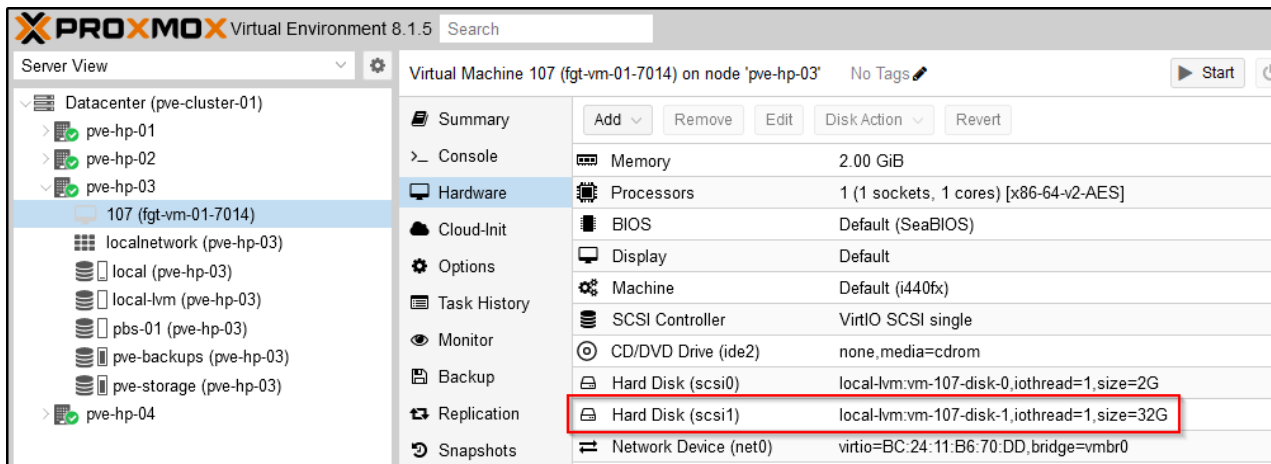 PROXMOX Virtual Environment 8.1.5 Search
Server View
Datacenter (pve-cluster-01)
pve-hp-01
pve-hp-02
pve-hp-03
107 (fgt-vm-01-7014)
localnetwork (pve-hp-03)
local (pve-hp-03)
local-lvm (pve-hp-03)
pbs-01 (pve-hp-03)
pve-backups (pve-hp-03)
pve-storage (pve-hp-03)
pve-hp-04
Virtual Machine 107 (fgt-vm-01-7014) on node 'pve-hp-03' No Tags Start
Summary
Console
Hardware
Cloud-Init
Options
Task History
Monitor
Backup
Replication
Snapshots
Add Remove Edit Disk Action Revert
Memory 2.00 GiB
Processors 1 (1 sockets, 1 cores) [x86-64-v2-AES]
BIOS Default (SeaBIOS)
Display Default
Machine Default (i440fx)
SCSI Controller VirtIO SCSI single
CD/DVD Drive (ide2) none,media=cdrom
Hard Disk (scsi0) local-lvm:vm-107-disk-0,iothread=1,size=2G
Hard Disk (scsi1) local-lvm:vm-107-disk-1,iothread=1,size=32G
Network Device (net0) virtio=BC:24:11:B6:70:DD,bridge=vmbr0